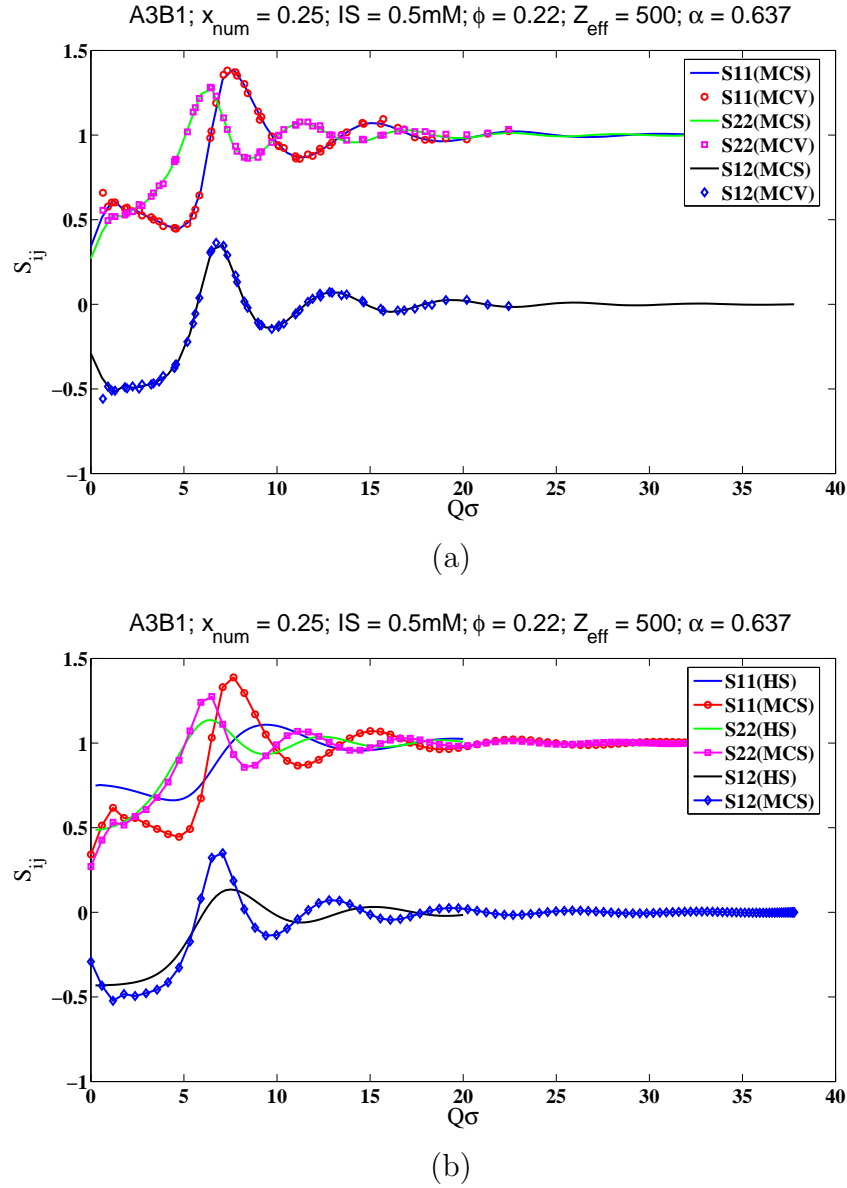 A3B1; x_num = 0.25; IS = 0.5mM; ϕ = 0.22; Z_eff = 500; α = 0.637
1.5
1
0.5
0
−0.5
−1
S_ij
S11(MCS)
S11(MCV)
S22(MCS)
S22(MCV)
S12(MCS)
S12(MCV)
0 5 10 15 20 25 30 35 40
Qσ
(a)
A3B1; x_num = 0.25; IS = 0.5mM; ϕ = 0.22; Z_eff = 500; α = 0.637
1.5
1
0.5
0
−0.5
−1
S_ij
S11(HS)
S11(MCS)
S22(HS)
S22(MCS)
S12(HS)
S12(MCS)
0 5 10 15 20 25 30 35 40
Qσ
(b)